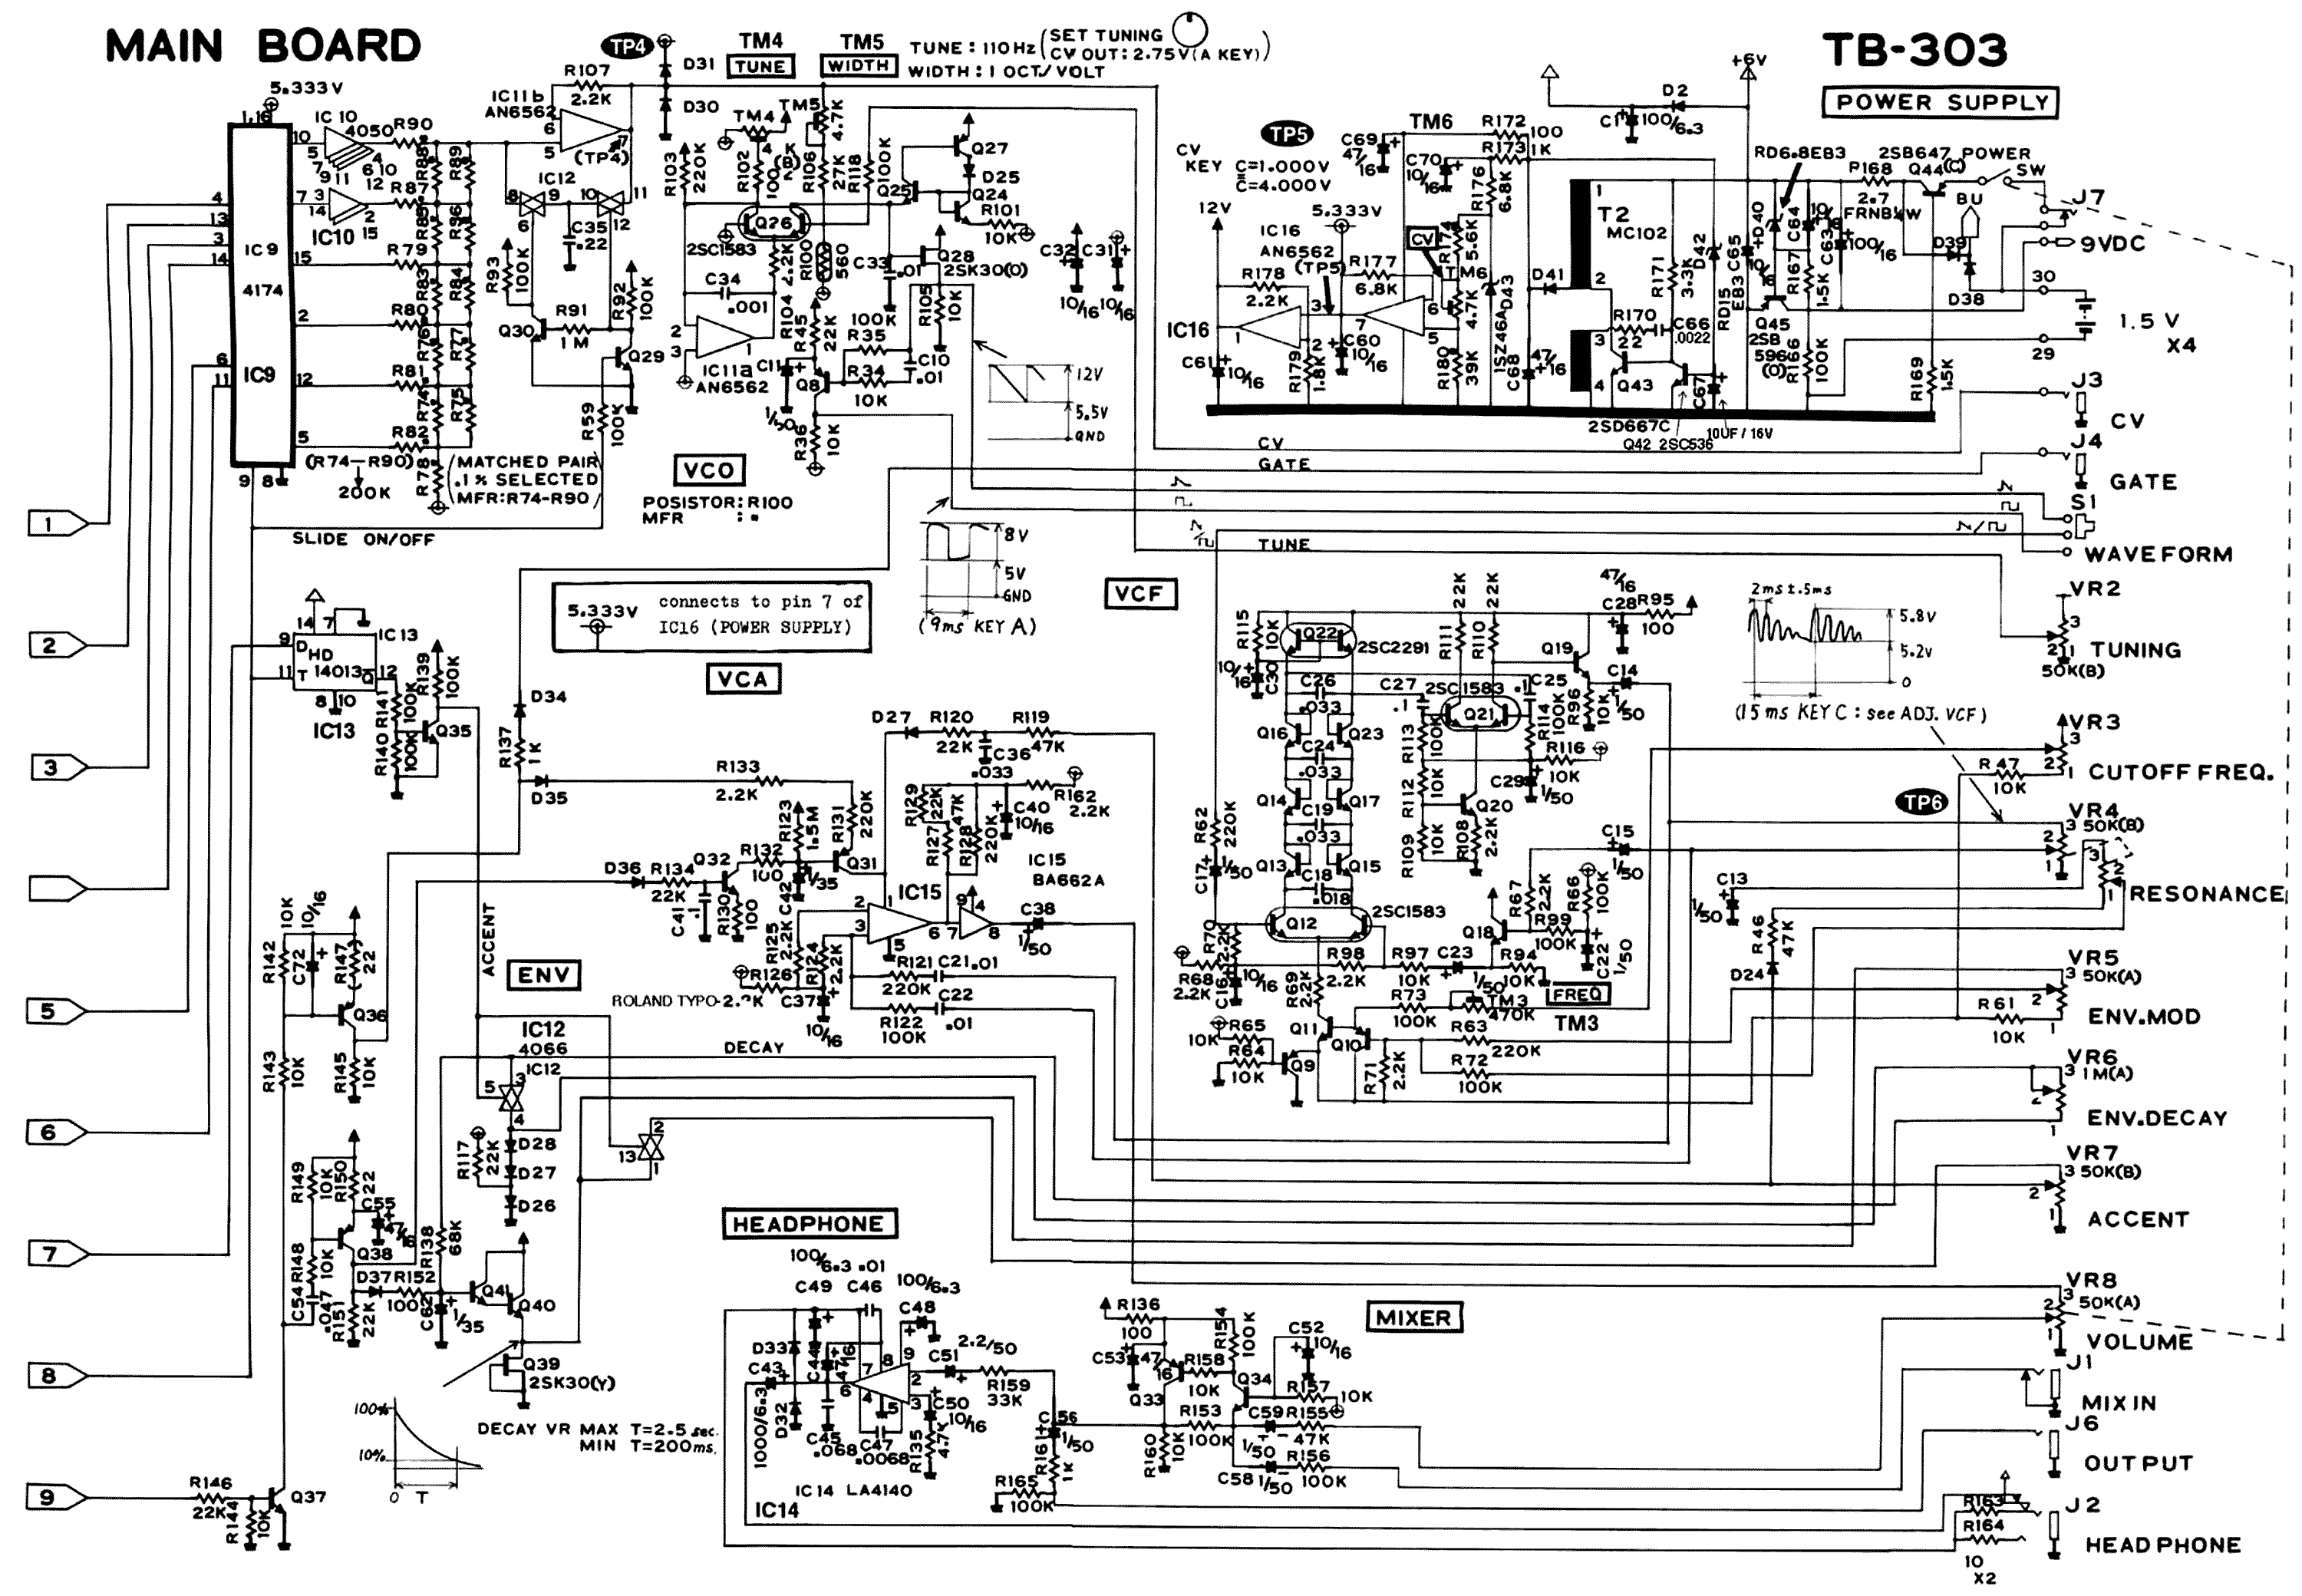 MAIN BOARD
TB-303
POWER SUPPLY
TP4
TM4
TUNE
TM5
WIDTH
TUNE : 110Hz (SET TUNING
CV OUT: 2.75V(A KEY))
WIDTH : 1 OCT./VOLT
5.333V
1,16
IC 10
4050
R90
IC11b
AN6562
R107
2.2K
(TP4)
D31
D30
TM4
TM5
4.7K
R103
220K
R102
R106
27K
R118
Q27
D25
Q25
Q24
R101
10K
Q26
2SC1583
R100
560
C33
.01
Q28
2SK30(O)
C32
C31
10/16
10/16
IC9
4174
IC9
R88
R89
R87
IC10
R85
R96
R79
R83
R84
R80
R76
R77
R81
R74
R75
R82
R78
(R74-R90)
200K
(MATCHED PAIR
.1% SELECTED
MFR:R74-R90)
IC12
C35
.22
R93
100K
R91
1M
R92
100K
Q30
Q29
R59
100K
C34
.001
R104
2.2K
IC11a
AN6562
R45
22K
C11
1/50
Q8
100K
R35
R34
10K
C10
.01
R105
10K
R36
10K
12V
5.5V
GND
VCO
POSISTOR: R100
MFR :
8V
5V
GND
(9ms KEY A)
SLIDE ON/OFF
TP5
CV
KEY C=1.000V
C=4.000V
C69
47/16
TM6
R172
100
R173
1K
C70
10/16
R176
6.8K
12V
5.333V
IC16
AN6562
(TP5)
CV
R174
5.6K
TM6
4.7K
R178
2.2K
R177
6.8K
IC16
C61
10/16
R179
1.8K
C60
10/16
R180
39K
1SZ46A
D43
C68
47/16
D41
T2
MC102
+6V
D2
C1
100/6.3
R171
3.3K
R170
22
C66
.0022
Q43
2SD667C
Q42 2SC536
C67
10UF/16V
D42
RD15
EB3
C65
10/16
D40
RD6.8EB3
C64
10/16
C63
100/16
R167
1.5K
Q45
2SB
596
(O)
R166
100K
R168
2.7
FRNB½W
2SB647
Q44
(C)
POWER
SW
BU
D39
D38
R169
1.5K
J7
9VDC
30
29
1.5 V
X4
J3
CV
J4
GATE
S1
WAVEFORM
CV
GATE
TUNE
VR2
TUNING
50K(B)
VR3
CUTOFF FREQ.
R47
10K
TP6
VR4
50K(B)
RESONANCE
VR5
50K(A)
ENV.MOD
R61
10K
VR6
1M(A)
ENV.DECAY
VR7
50K(B)
ACCENT
VR8
50K(A)
VOLUME
J1
MIX IN
J6
OUTPUT
J2
HEAD PHONE
R163
R164
10
X2
1
2
3
5
6
7
8
9
5.333V connects to pin 7 of
IC16 (POWER SUPPLY)
VCA
IC13
HD
14013
IC13
R139
100K
R141
100K
R140
100K
Q35
D34
R137
1K
D35
R133
2.2K
D27
R120
22K
C36
.033
R119
47K
R123
1.5M
R131
220K
R129
22K
R127
47K
R128
220K
C40
10/16
R162
2.2K
D36
R134
22K
C41
.1
Q32
R130
100
R132
100
C42
1/35
Q31
IC15
IC15
BA662A
C38
1/50
R125
2.2K
R124
2.2K
R126
ROLAND TYPO-2.2K
C37
10/16
R121
220K
C21
.01
R122
100K
C22
.01
ACCENT
ENV
R142
10K
10/16
C72
R147
22
Q36
R143
10K
R145
10K
IC12
4066
IC12
DECAY
R117
22K
D28
D27
D26
R149
10K
R150
22
C55
47/16
Q38
R148
10K
C54
.047
R151
22K
D37
R152
100
R138
68K
C62
1/35
Q41
Q40
Q39
2SK30(Y)
100%
10%
0 T
DECAY VR MAX T=2.5 sec.
MIN T=200ms.
R146
22K
R144
10K
Q37
VCF
R115
10K
Q22
2SC2291
10/16
C30
C26
.033
Q16
Q23
C24
.033
Q14
Q17
C19
.033
Q13
Q15
C18
.018
Q12
2SC1583
C27
.1
R111
22K
R110
22K
2SC1583
Q21
C25
.1
Q19
47/16
C28
R95
100
C14
1/50
R96
10K
R113
100K
R114
100K
R116
10K
C29
1/50
R112
10K
Q20
R109
10K
R108
2.2K
2ms±.5ms
5.8V
5.2V
0
(15ms KEY C : see ADJ. VCF)
R62
220K
C17
1/50
R70
2.2K
R68
2.2K
C16
10/16
R69
2.2K
R98
2.2K
R97
10K
C23
1/50
R94
10K
Q18
R67
2.2K
R66
100K
R99
100K
C22
1/50
C15
1/50
C13
1/50
R46
47K
D24
R73
100K
TM3
470K
FREQ
TM3
R65
10K
R64
10K
Q11
Q10
Q9
R63
220K
R71
2.2K
R72
100K
HEADPHONE
100/6.3
C49
.01
C46
100/6.3
C48
D33
C44
47/16
C43
1000/6.3
D32
C45
.068
C47
.0068
C51
2.2/50
R159
33K
C50
10/16
R135
4.7K
IC14 LA4140
IC14
C56
1/50
R161
1K
R165
100K
MIXER
R136
100
C53
47/16
R154
100K
R158
10K
Q33
Q34
C52
10/16
R157
10K
R153
100K
R160
10K
C59
1/50
R155
47K
C58
1/50
R156
100K